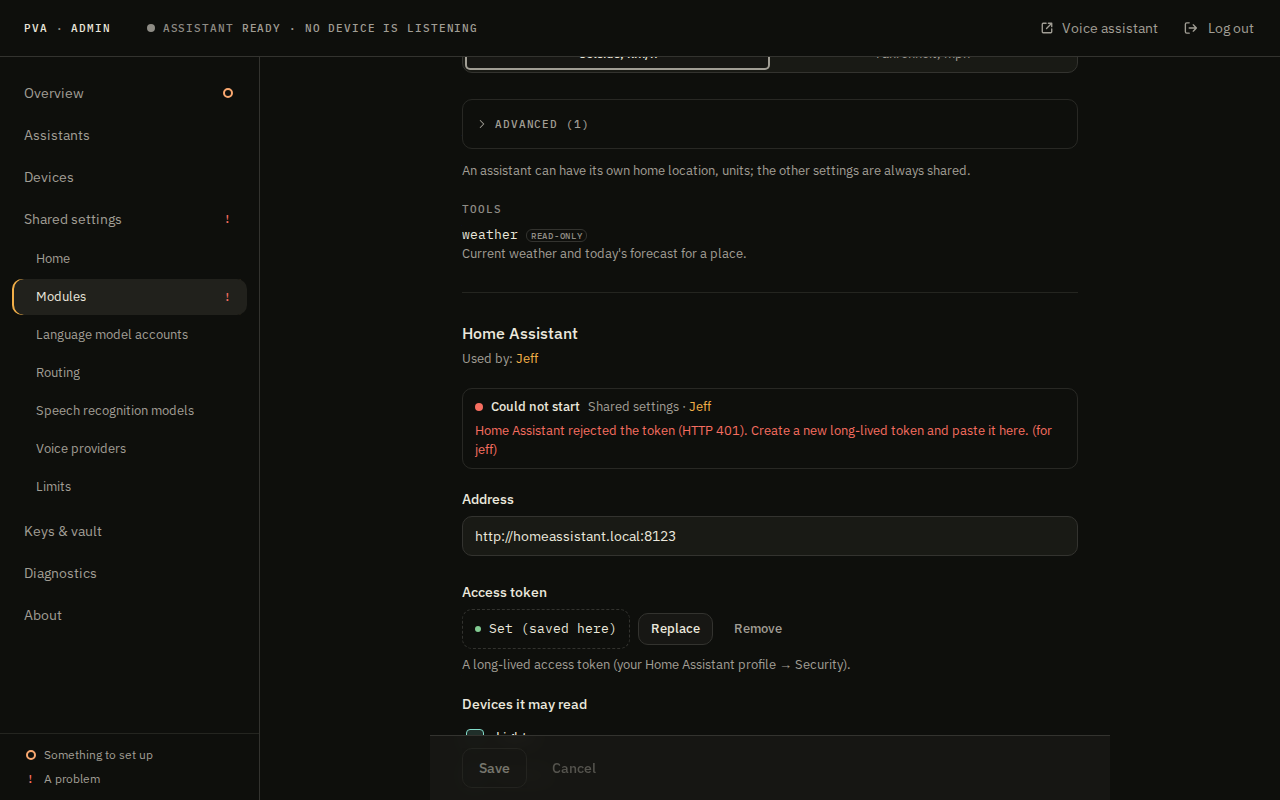 PVA · ADMIN
ASSISTANT READY · NO DEVICE IS LISTENING
Voice assistant
Log out
Overview
Assistants
Devices
Shared settings !
Home
Modules !
Language model accounts
Routing
Speech recognition models
Voice providers
Limits
Keys & vault
Diagnostics
About
Something to set up
! A problem
ADVANCED (1)
An assistant can have its own home location, units; the other settings are always shared.
TOOLS
weather READ-ONLY
Current weather and today's forecast for a place.
Home Assistant
Used by: Jeff
Could not start Shared settings · Jeff
Home Assistant rejected the token (HTTP 401). Create a new long-lived token and paste it here. (for
jeff)
Address
http://homeassistant.local:8123
Access token
Set (saved here) Replace Remove
A long-lived access token (your Home Assistant profile → Security).
Devices it may read
Save Cancel